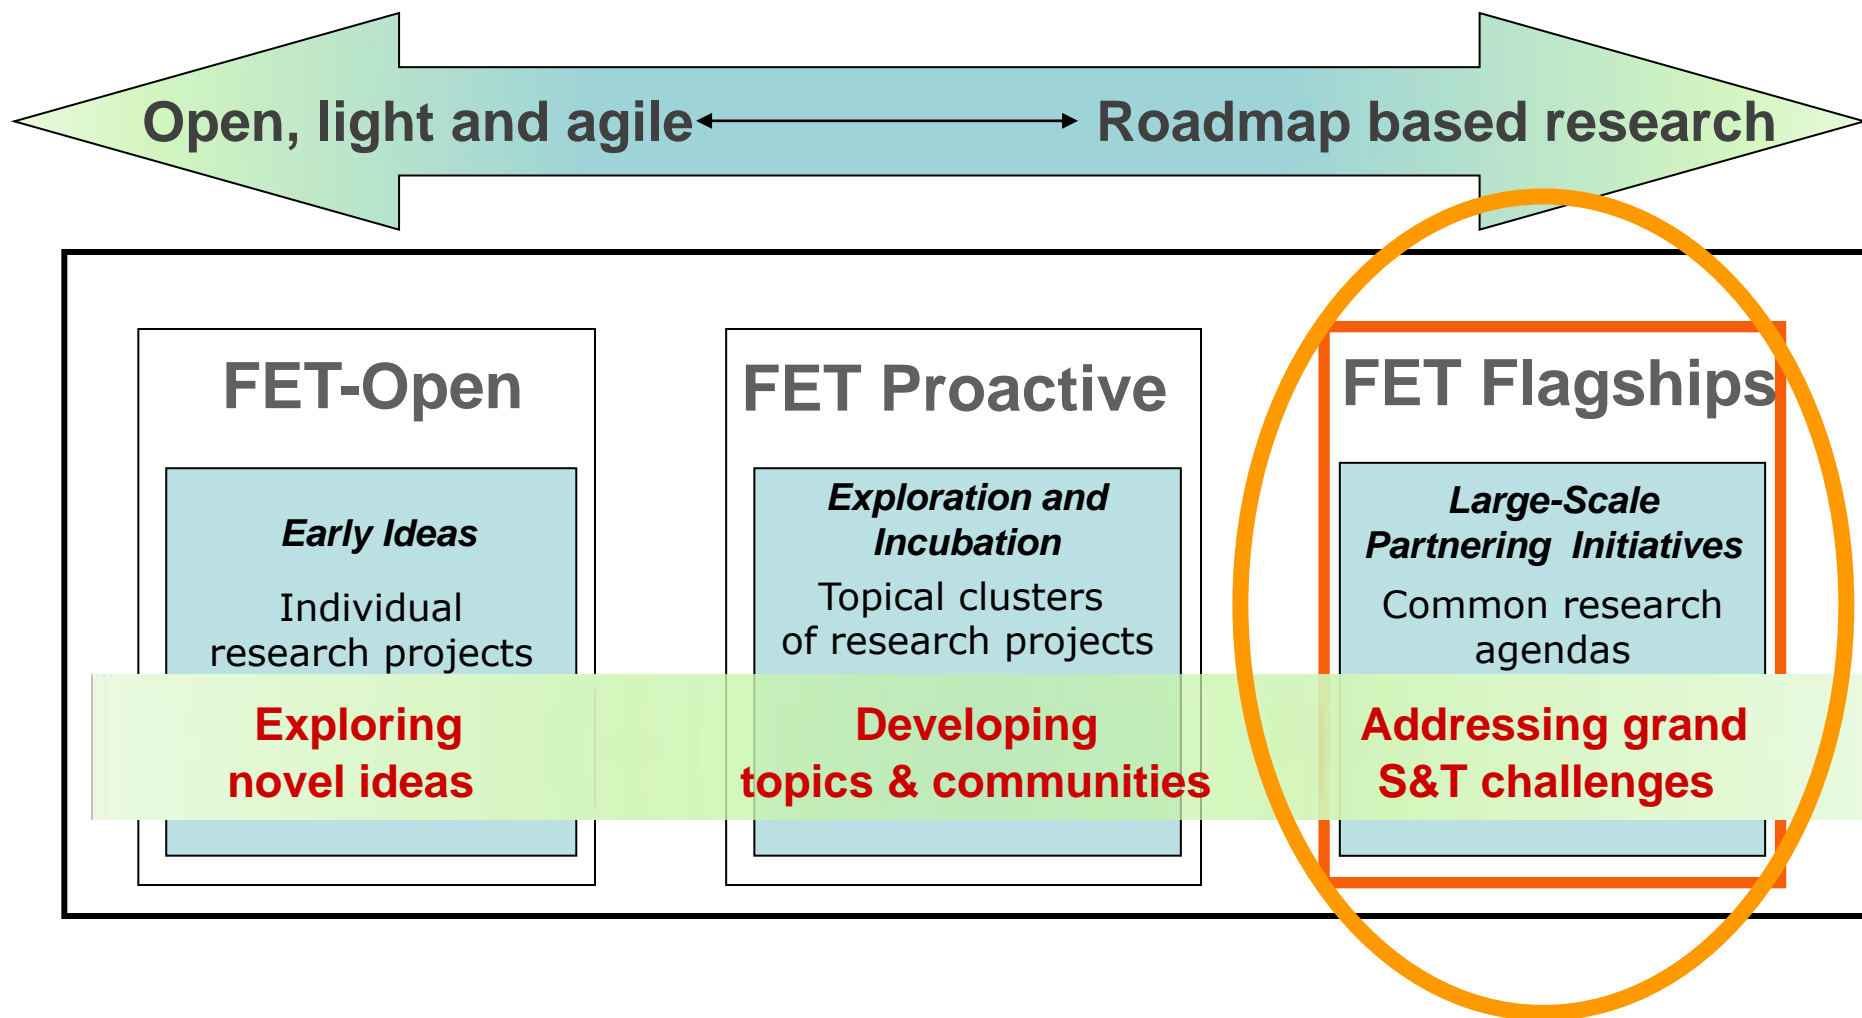 Open, light and agile
Roadmap based research
FET-Open
Early Ideas
Individual
research projects
Exploring
novel ideas
FET Proactive
Exploration and
Incubation
Topical clusters
of research projects
Developing
topics & communities
FET Flagships
Large-Scale
Partnering Initiatives
Common research
agendas
Addressing grand
S&T challenges